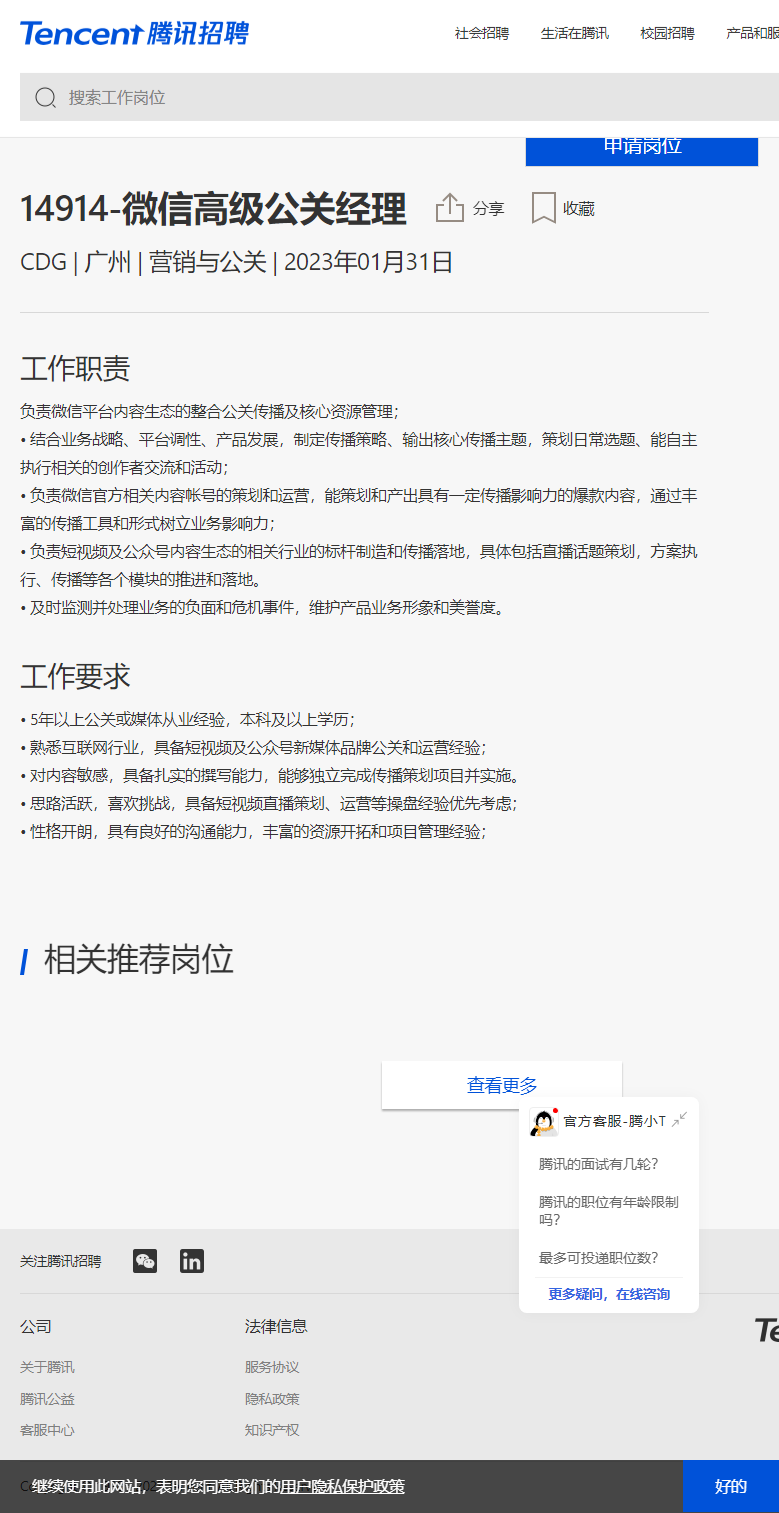 Tencent 腾讯招聘
社会招聘 生活在腾讯 校园招聘 产品和服
搜索工作岗位
申请岗位
14914-微信高级公关经理 分享 收藏
CDG | 广州 | 营销与公关 | 2023年01月31日
工作职责
负责微信平台内容生态的整合公关传播及核心资源管理；
• 结合业务战略、平台调性、产品发展，制定传播策略、输出核心传播主题，策划日常选题、能自主
执行相关的创作者交流和活动；
• 负责微信官方相关内容帐号的策划和运营，能策划和产出具有一定传播影响力的爆款内容，通过丰
富的传播工具和形式树立业务影响力；
• 负责短视频及公众号内容生态的相关行业的标杆制造和传播落地，具体包括直播话题策划，方案执
行、传播等各个模块的推进和落地。
• 及时监测并处理业务的负面和危机事件，维护产品业务形象和美誉度。
工作要求
• 5年以上公关或媒体从业经验，本科及以上学历；
• 熟悉互联网行业，具备短视频及公众号新媒体品牌公关和运营经验；
• 对内容敏感，具备扎实的撰写能力，能够独立完成传播策划项目并实施。
• 思路活跃，喜欢挑战，具备短视频直播策划、运营等操盘经验优先考虑；
• 性格开朗，具有良好的沟通能力，丰富的资源开拓和项目管理经验；
相关推荐岗位
查看更多
官方客服-腾小T
腾讯的面试有几轮？
腾讯的职位有年龄限制
吗？
最多可投递职位数？
更多疑问，在线咨询
关注腾讯招聘
公司 法律信息
关于腾讯 服务协议
腾讯公益 隐私政策
客服中心 知识产权
Te
继续使用此网站，表明您同意我们的用户隐私保护政策 好的